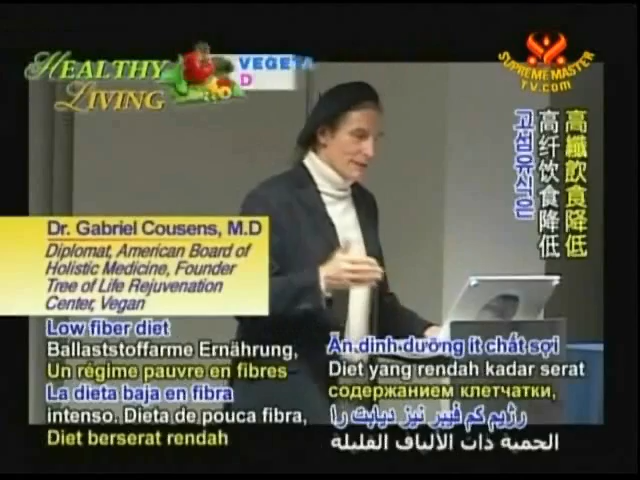 HEALTHY
LIVING
VEGETA
D
SUPREME MASTER
TV.com
高纖飲食降低
高纤饮食降低
고섬유식은
Dr. Gabriel Cousens, M.D
Diplomat, American Board of
Holistic Medicine, Founder
Tree of Life Rejuvenation
Center, Vegan
Low fiber diet
Ballaststoffarme Ernährung,
Un régime pauvre en fibres
La dieta baja en fibra
intenso. Dieta de pouca fibra,
Diet berserat rendah
Ăn dinh dưỡng ít chất sợi
Diet yang rendah kadar serat
содержанием клетчатки,
رژیم کم فیبر نیز دیابت را
الحمية ذات الألياف القليلة